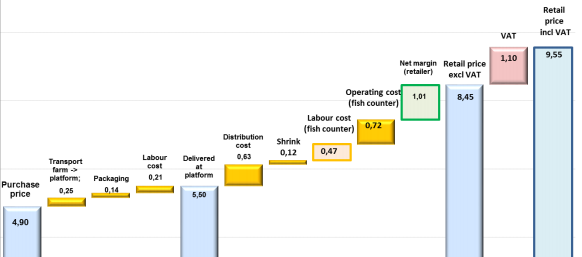 Purchase
price
4,90
Transport
farm ->
platform;
0,25
Packaging
0,14
Labour
cost
0,21
Delivered
at
platform
5,50
Distribution
cost
0,63
Shrink
0,12
Labour cost
(fish counter)
0,47
Operating cost
(fish counter)
0,72
Net margin
(retailer)
1,01
Retail price
excl VAT
8,45
VAT
1,10
Retail
price
incl VAT
9,55